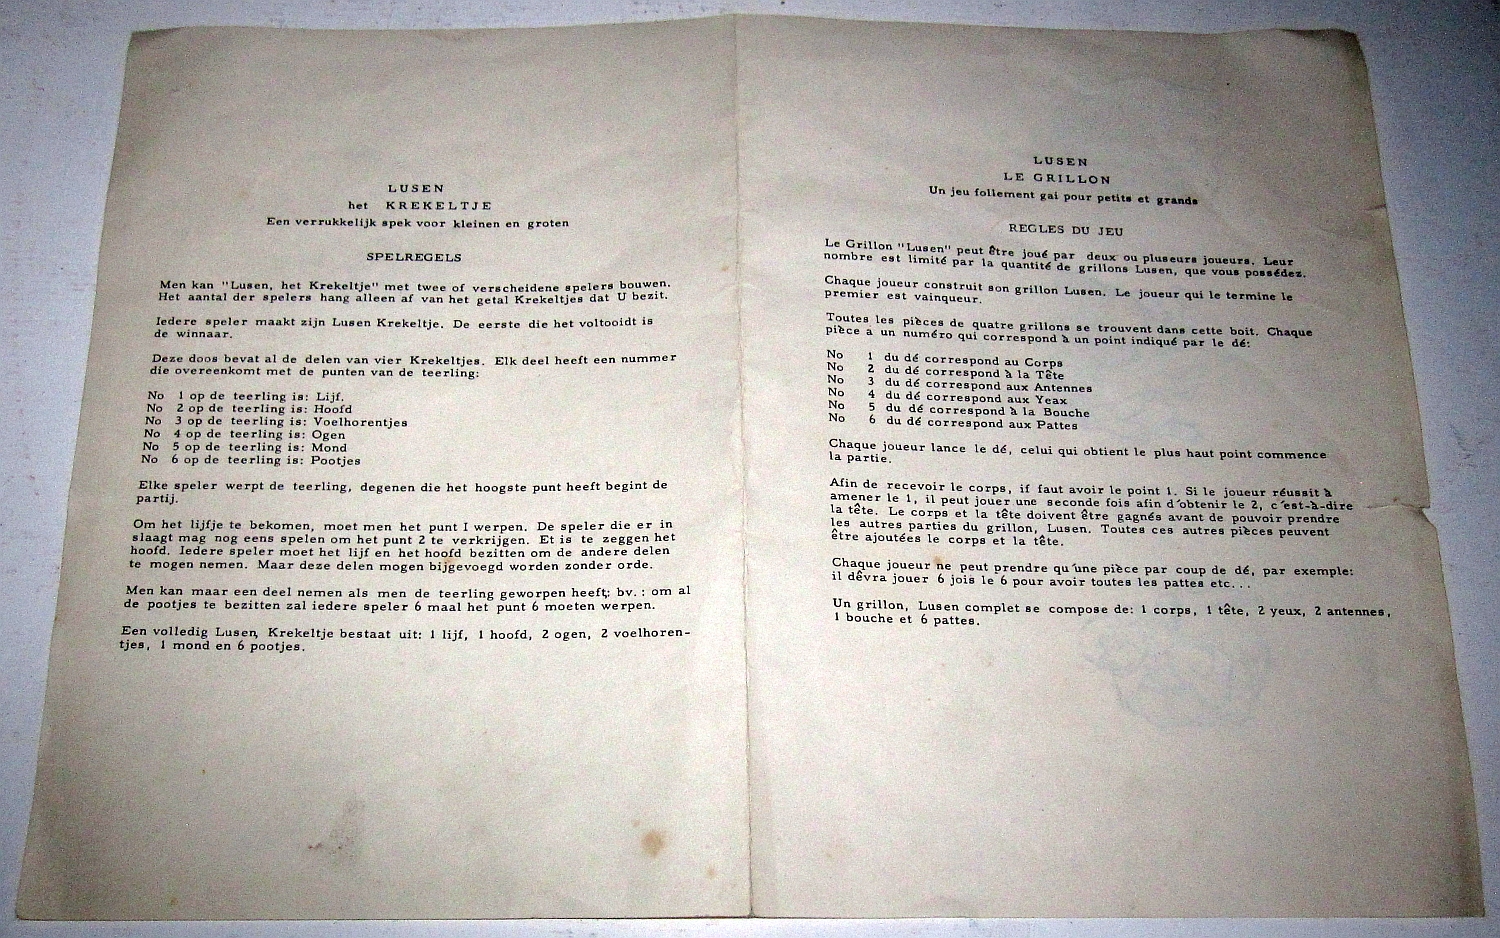 LUSEN
het KREKELTJE
Een verrukkelijk spek voor kleinen en groten
SPELREGELS
Men kan "Lusen, het Krekeltje" met twee of verscheidene spelers bouwen.
Het aantal der spelers hang alleen af van het getal Krekeltjes dat U bezit.
Iedere speler maakt zijn Lusen Krekeltje. De eerste die het voltooidt is
de winnaar.
Deze doos bevat al de delen van vier Krekeltjes. Elk deel heeft een nummer
die overeenkomt met de punten van de teerling:
No 1 op de teerling is: Lijf.
No 2 op de teerling is: Hoofd
No 3 op de teerling is: Voelhorentjes
No 4 op de teerling is: Ogen
No 5 op de teerling is: Mond
No 6 op de teerling is: Pootjes
Elke speler werpt de teerling, degenen die het hoogste punt heeft begint de
partij.
Om het lijfje te bekomen, moet men het punt I werpen. De speler die er in
slaagt mag nog eens spelen om het punt 2 te verkrijgen. Et is te zeggen het
hoofd. Iedere speler moet het lijf en het hoofd bezitten om de andere delen
te mogen nemen. Maar deze delen mogen bijgevoegd worden zonder orde.
Men kan maar een deel nemen als men de teerling geworpen heeft; bv. : om al
de pootjes te bezitten zal iedere speler 6 maal het punt 6 moeten werpen.
Een volledig Lusen, Krekeltje bestaat uit: 1 lijf, 1 hoofd, 2 ogen, 2 voelhoren-
tjes, 1 mond en 6 pootjes.
LUSEN
LE GRILLON
Un jeu follement gai pour petits et grands
REGLES DU JEU
Le Grillon "Lusen" peut être joué par deux ou pluseurs joueurs. Leur
nombre est limité par la quantité de grillons Lusen, que vous possédez.
Chaque joueur construit son grillon Lusen. Le joueur qui le termine le
premier est vainqueur.
Toutes les pièces de quatre grillons se trouvent dans cette boit. Chaque
pièce a un numéro qui correspond à un point indiqué par le dé:
No 1 du dé correspond au Corps
No 2 du dé correspond à la Tête
No 3 du dé correspond aux Antennes
No 4 du dé correspond aux Yeax
No 5 du dé correspond à la Bouche
No 6 du dé correspond aux Pattes
Chaque joueur lance le dé, celui qui obtient le plus haut point commence
la partie.
Afin de recevoir le corps, if faut avoir le point 1. Si le joueur réussit à
amener le 1, il peut jouer une seconde fois afin d'obtenir le 2, c'est-à-dire
la tête. Le corps et la tête doivent être gagnés avant de pouvoir prendre
les autres parties du grillon, Lusen. Toutes ces autres pièces peuvent
être ajoutées le corps et la tête.
Chaque joueur ne peut prendre qu'une pièce par coup de dé, par exemple:
il dêvra jouer 6 jois le 6 pour avoir toutes les pattes etc...
Un grillon, Lusen complet se compose de: 1 corps, 1 tête, 2 yeux, 2 antennes,
1 bouche et 6 pattes.